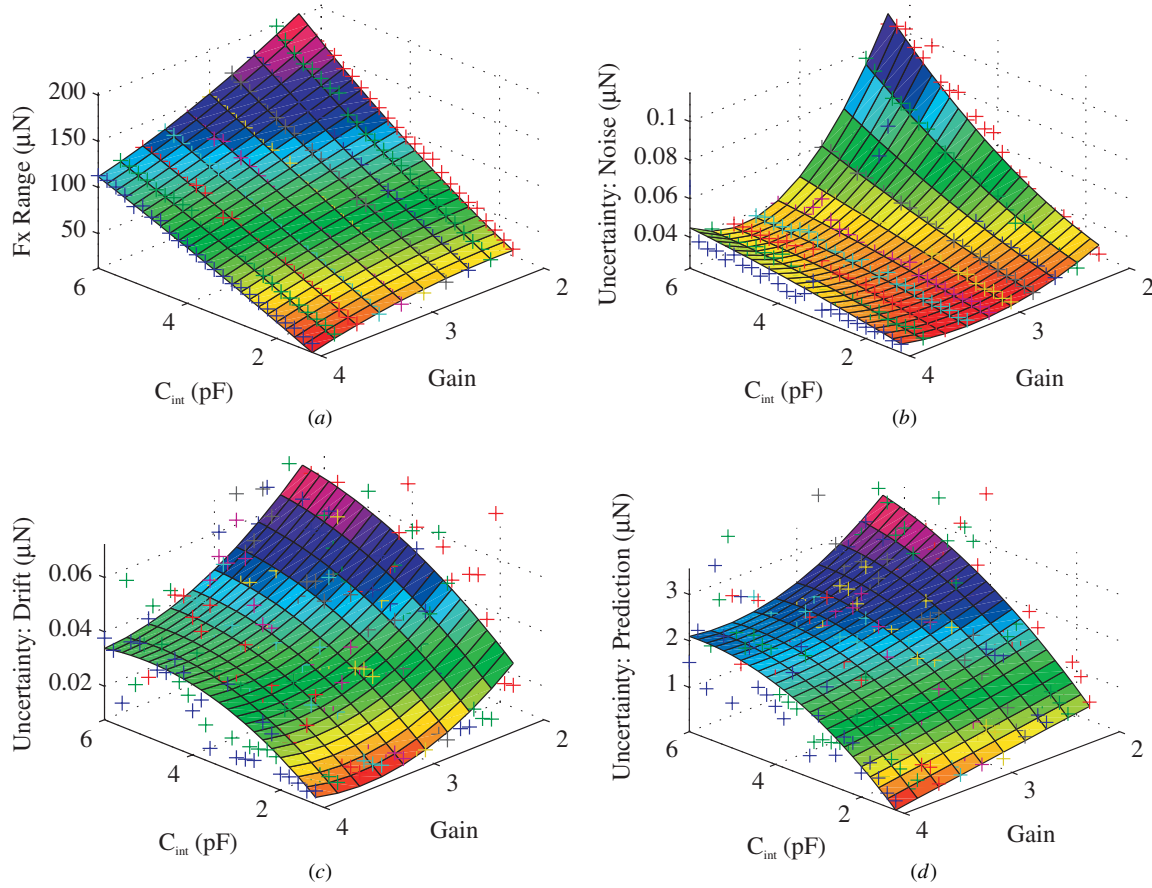 Fx Range (µN)
200
150
100
50
6
4
2
C_int (pF)
4
3
2
Gain
(a)
Uncertainty: Noise (µN)
0.1
0.08
0.06
0.04
6
4
2
C_int (pF)
4
3
2
Gain
(b)
Uncertainty: Drift (µN)
0.06
0.04
0.02
6
4
2
C_int (pF)
4
3
2
Gain
(c)
Uncertainty: Prediction (µN)
3
2
1
6
4
2
C_int (pF)
4
3
2
Gain
(d)